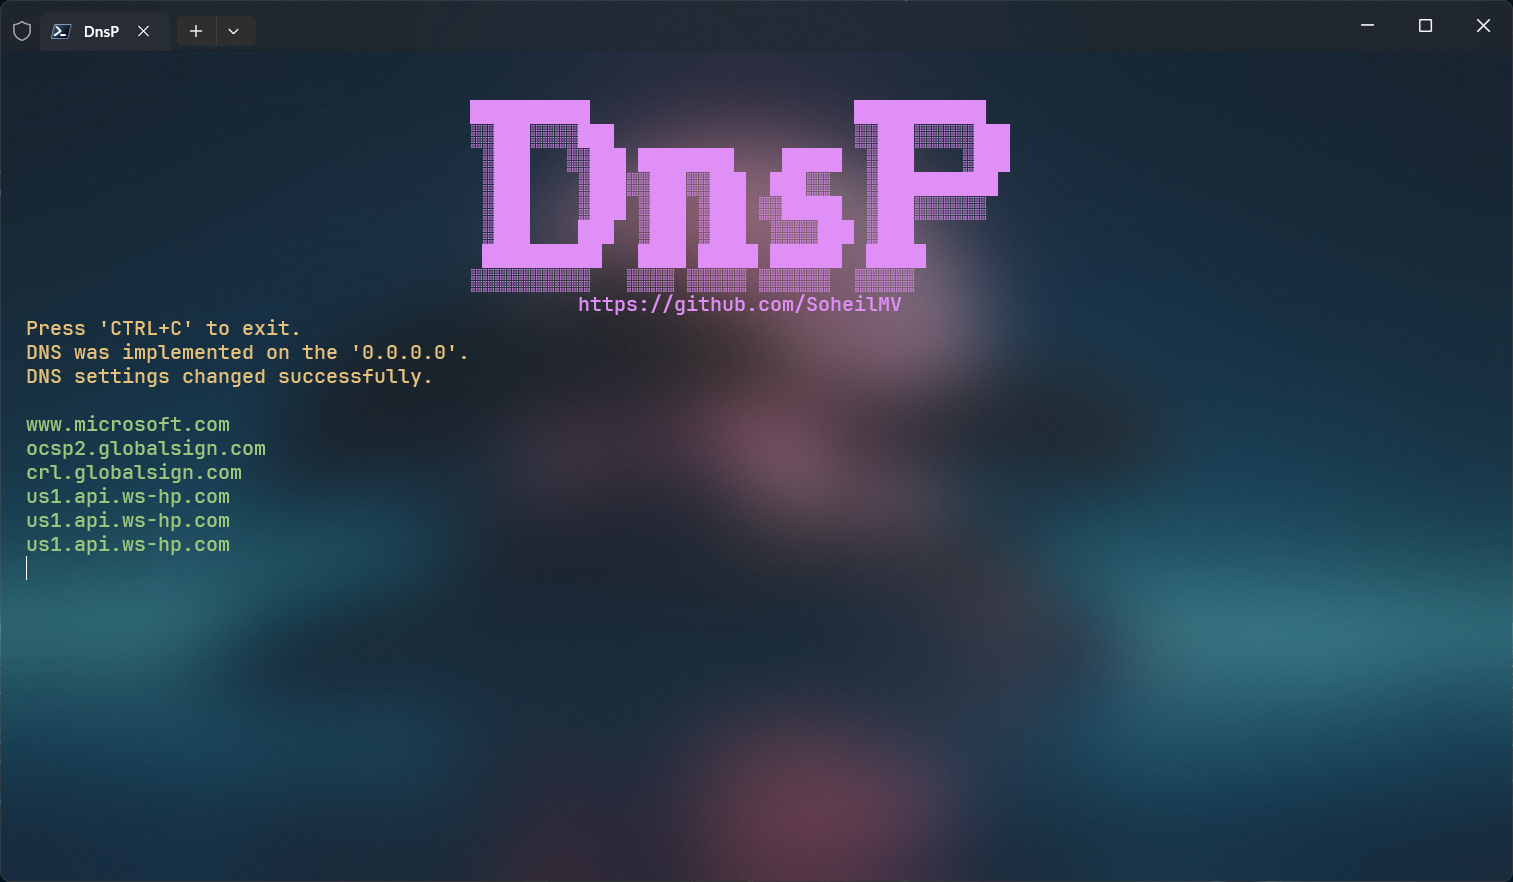 DnsP
DnsP
https://github.com/SoheilMV
Press 'CTRL+C' to exit.
DNS was implemented on the '0.0.0.0'.
DNS settings changed successfully.
www.microsoft.com
ocsp2.globalsign.com
crl.globalsign.com
us1.api.ws-hp.com
us1.api.ws-hp.com
us1.api.ws-hp.com